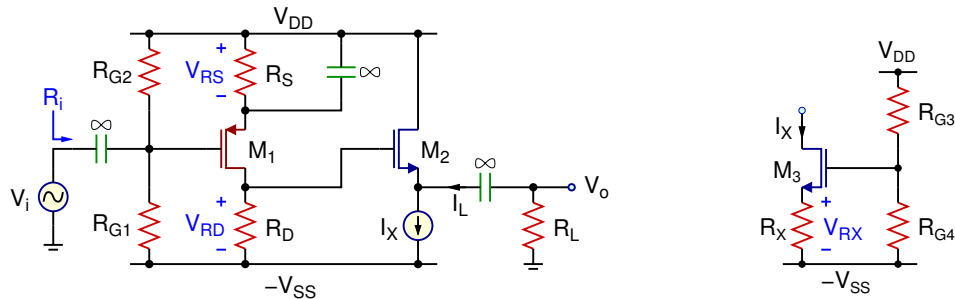 V_DD
R_G2
+
V_RS
−
R_S
∞
R_i
∞
M_1
M_2
V_i
∞
I_L
V_o
R_G1
+
V_RD
−
R_D
I_X
R_L
−V_SS
V_DD
R_G3
I_X
M_3
R_X
+
V_RX
−
R_G4
−V_SS